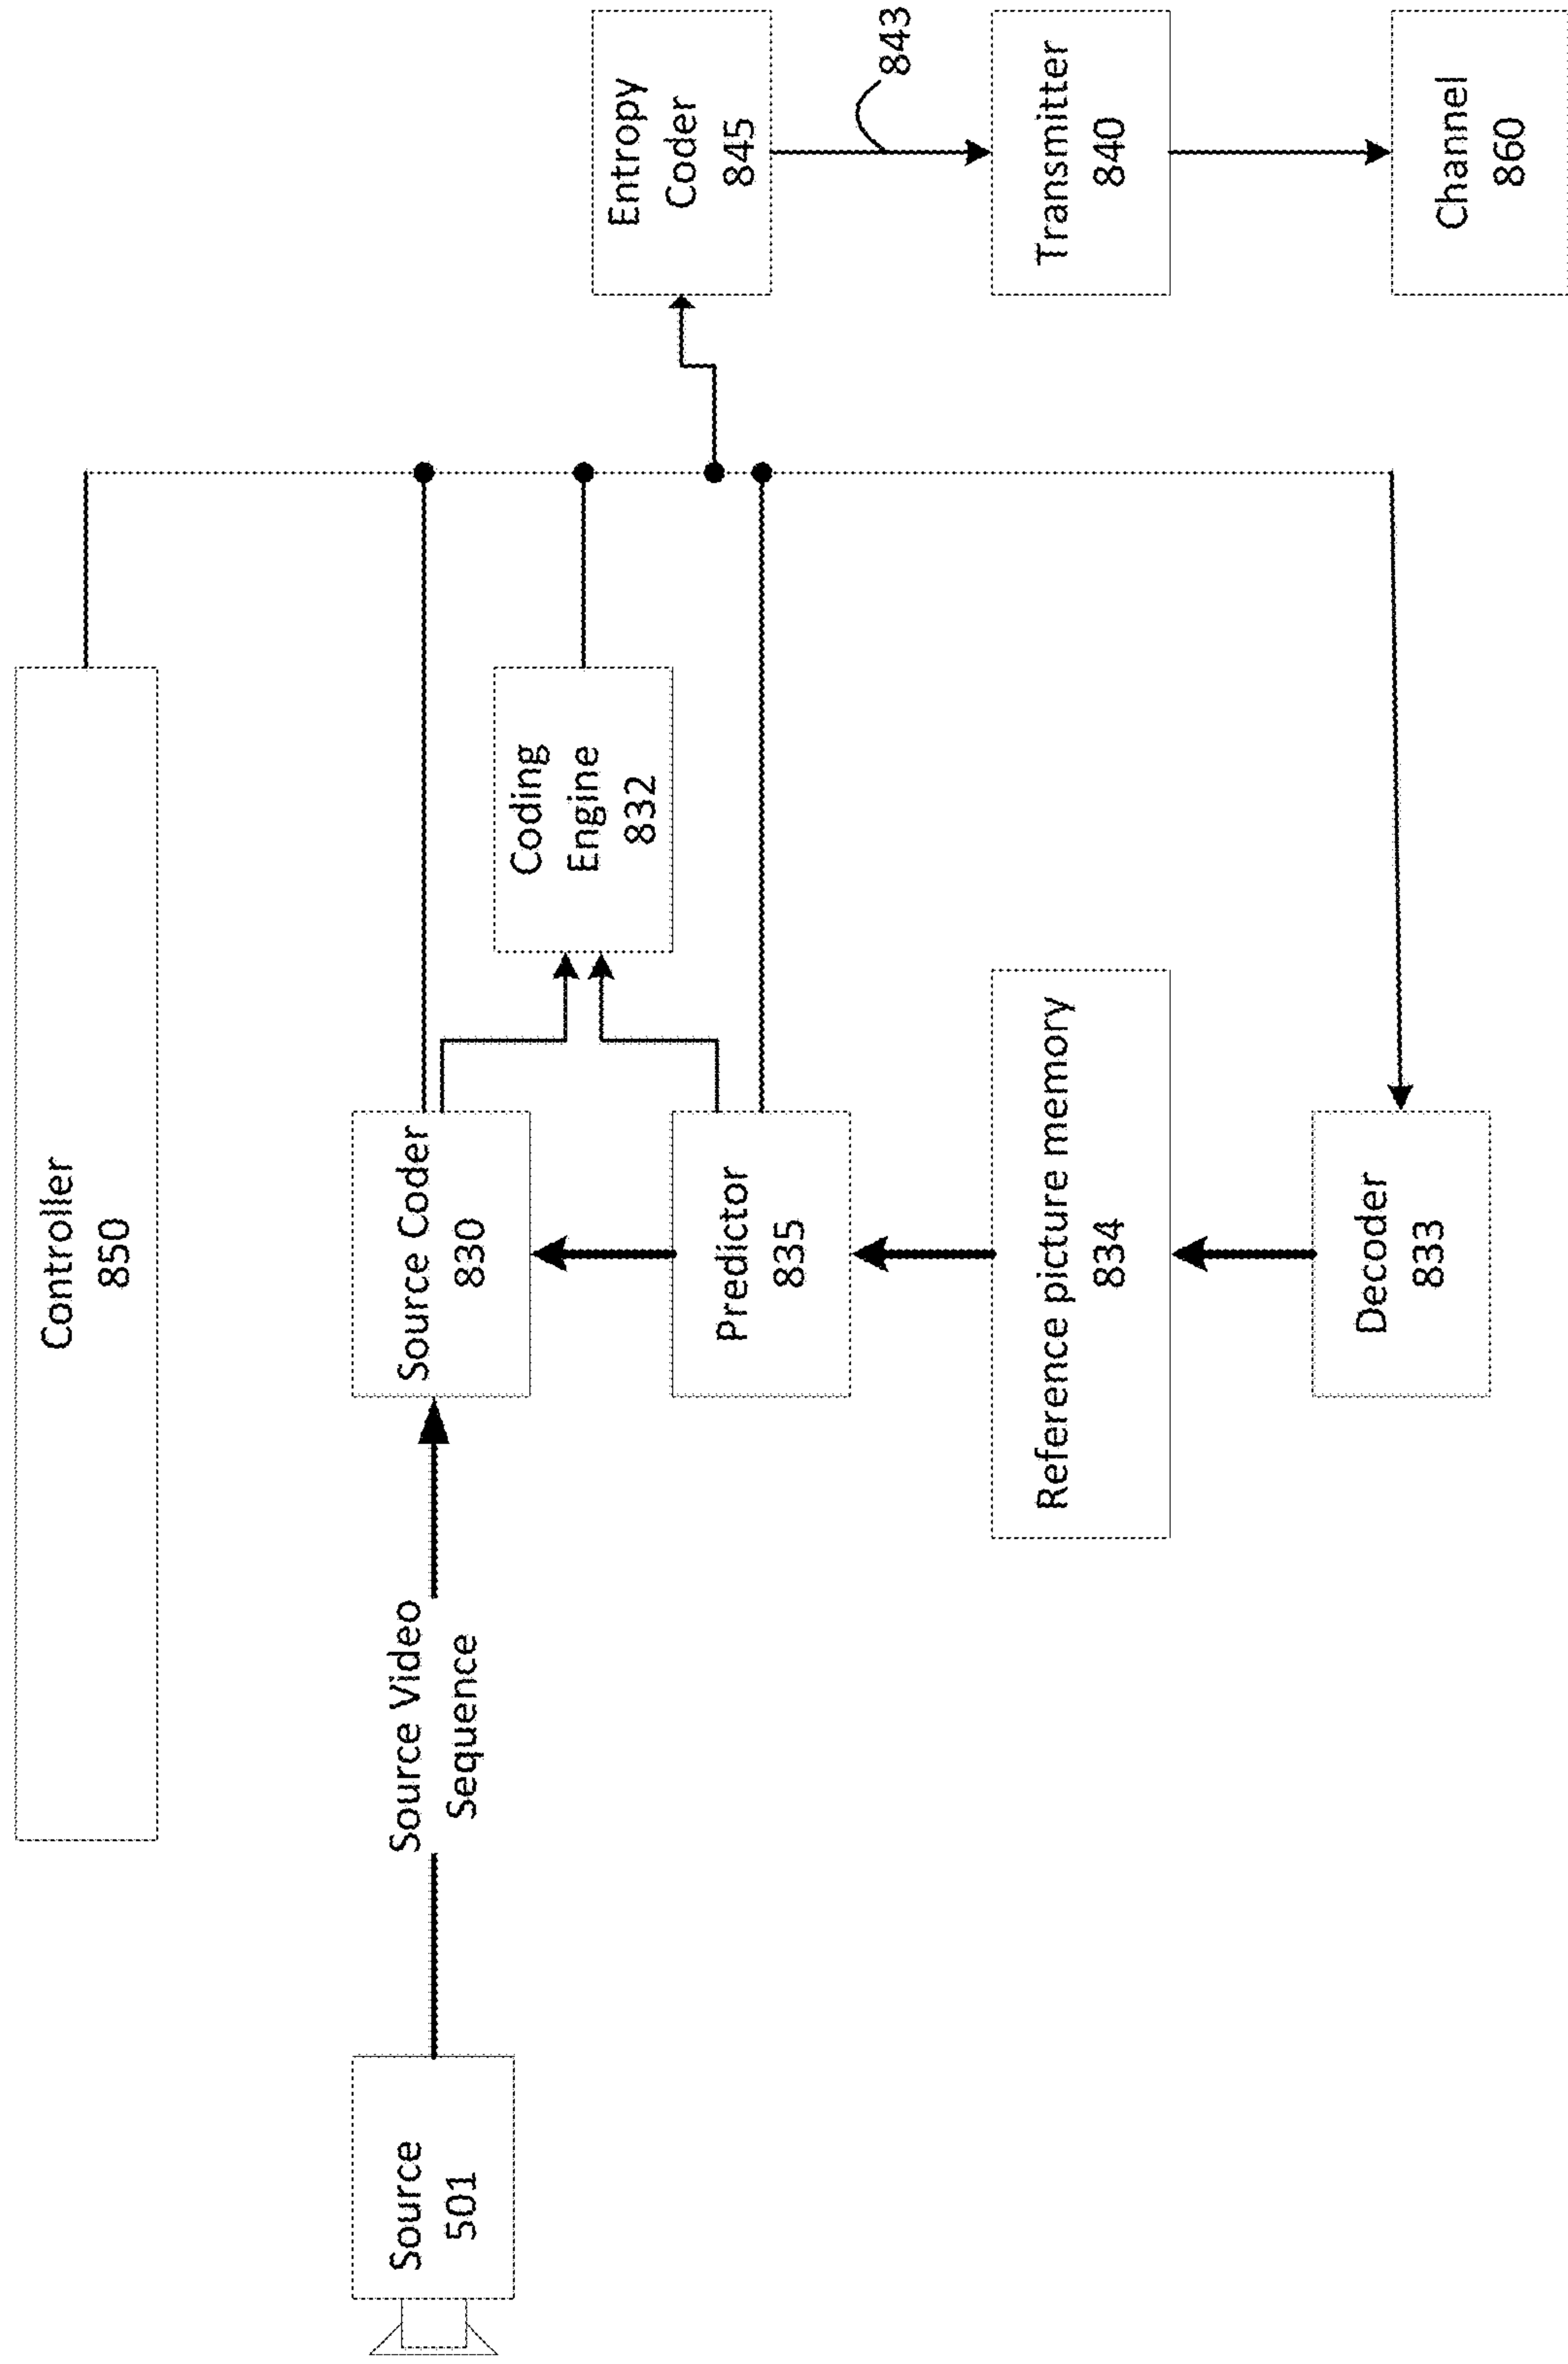 Controller
850
Source
501
Source Video
Sequence
Source Coder
830
Coding
Engine
832
Predictor
835
Reference picture memory
834
Decoder
833
Entropy
Coder
845
843
Transmitter
840
Channel
860